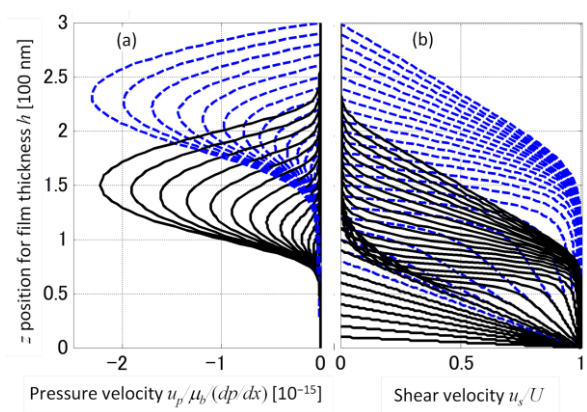 (a)
(b)
z position for film thickness h [100 nm]
3
2.5
2
1.5
1
0.5
0
−2
−1
0
0
0.5
1
Pressure velocity u_p/μ_b/(dp/dx) [10⁻¹⁵]
Shear velocity u_s/U